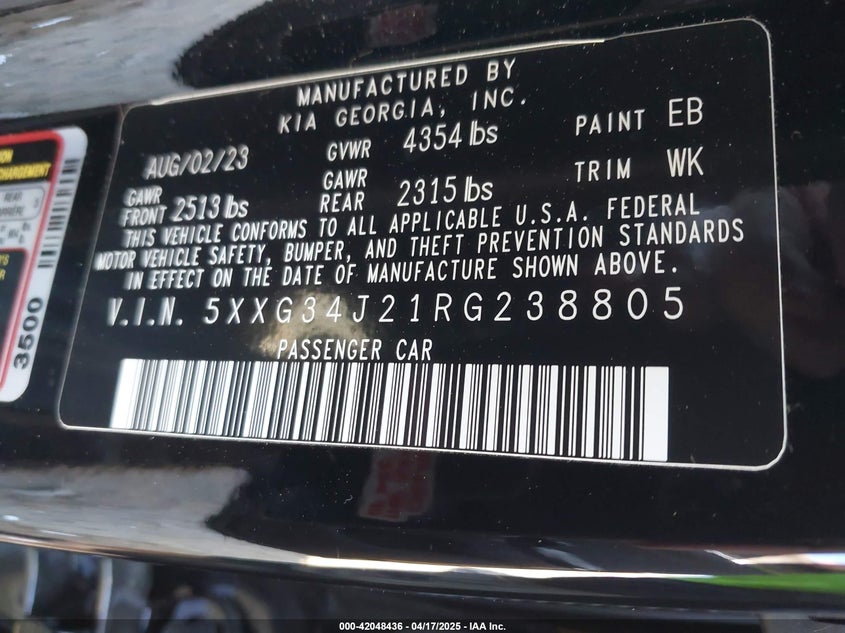 MANUFACTURED BY
KIA GEORGIA, INC.
AUG/02/23 GVWR 4354 lbs PAINT EB
GAWR FRONT 2513 lbs GAWR REAR 2315 lbs TRIM WK
THIS VEHICLE CONFORMS TO ALL APPLICABLE U.S.A. FEDERAL
MOTOR VEHICLE SAFETY, BUMPER, AND THEFT PREVENTION STANDARDS
IN EFFECT ON THE DATE OF MANUFACTURE SHOWN ABOVE.
V.I.N. 5XXG34J21RG238805
PASSENGER CAR
REAR
3500
000-42048436 - 04/17/2025 - IAA Inc.